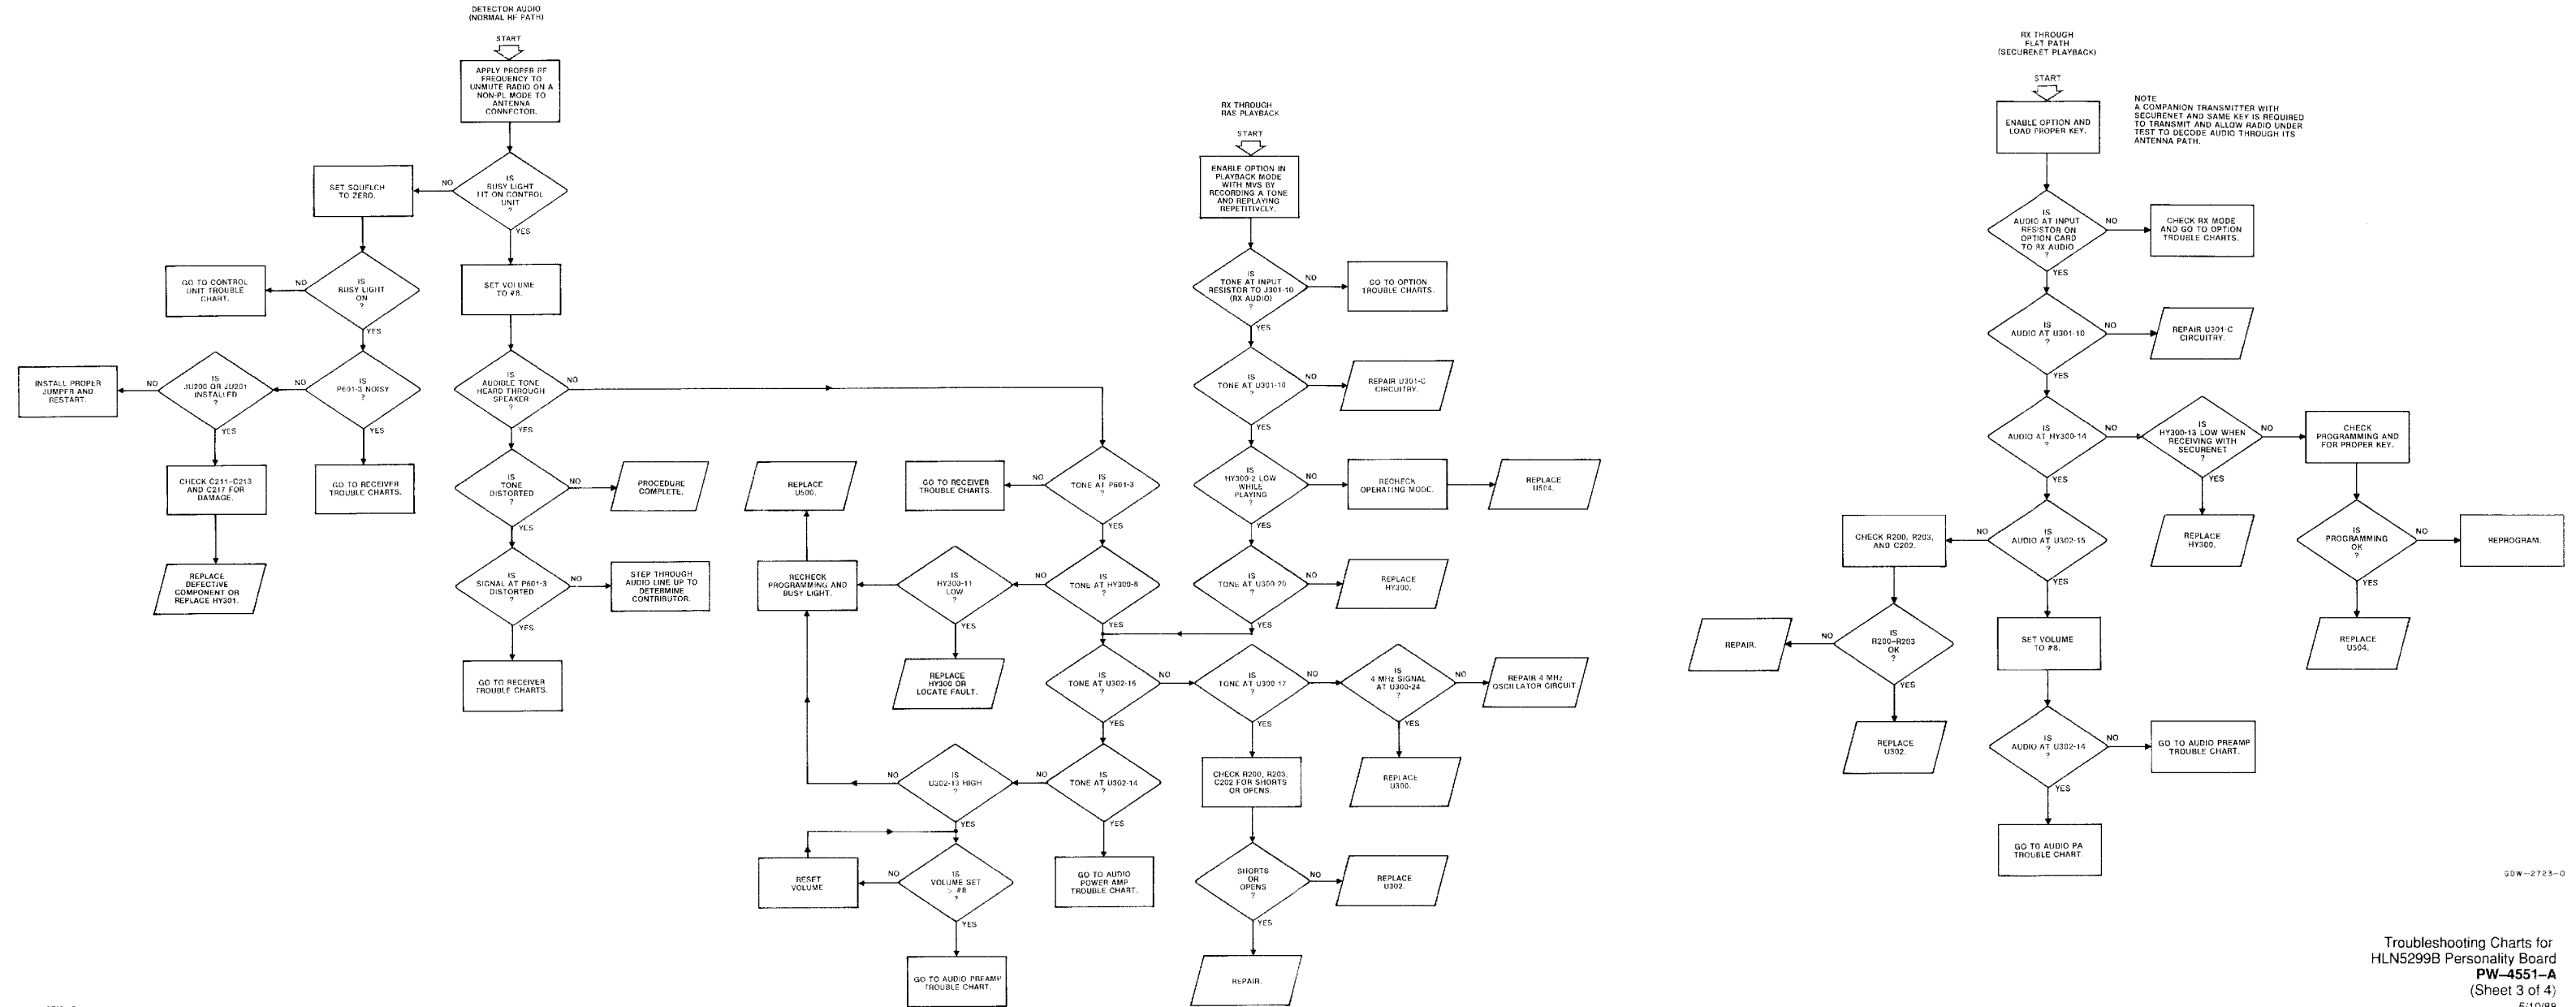 DETECTOR AUDIO
(NORMAL RF PATH)
START
APPLY PROPER RF
FREQUENCY TO
UNMUTE RADIO ON A
NON-PL MODE TO
ANTENNA
CONNECTOR.
IS
BUSY LIGHT
LIT ON CONTROL
UNIT
?
NO
YES
SET SQUELCH
TO ZERO.
IS
BUSY LIGHT
ON
?
NO
YES
GO TO CONTROL
UNIT TROUBLE
CHART.
IS
P601-3 NOISY
?
NO
YES
IS
JU200 OR JU201
INSTALLED
?
NO
YES
INSTALL PROPER
JUMPER AND
RESTART.
CHECK C211-C213
AND C217 FOR
DAMAGE.
REPLACE
DEFECTIVE
COMPONENT OR
REPLACE HY301.
GO TO RECEIVER
TROUBLE CHARTS.
SET VOLUME
TO #8.
IS
AUDIBLE TONE
HEARD THROUGH
SPEAKER
?
NO
YES
IS
TONE
DISTORTED
?
NO
YES
PROCEDURE
COMPLETE.
IS
SIGNAL AT P601-3
DISTORTED
?
NO
YES
STEP THROUGH
AUDIO LINE UP TO
DETERMINE
CONTRIBUTOR.
GO TO RECEIVER
TROUBLE CHARTS.
IS
TONE AT P601-3
?
NO
YES
GO TO RECEIVER
TROUBLE CHARTS.
IS
TONE AT HY300-6
?
NO
YES
IS
HY300-11
LOW
?
YES
RECHECK
PROGRAMMING AND
BUSY LIGHT.
REPLACE
U500.
REPLACE
HY300 OR
LOCATE FAULT.
IS
TONE AT U302-15
?
NO
YES
IS
TONE AT U300-17
?
NO
YES
IS
4 MHz SIGNAL
AT U300-24
?
NO
YES
REPAIR 4 MHz
OSCILLATOR CIRCUIT
REPLACE
U300.
CHECK R200, R203,
C202 FOR SHORTS
OR OPENS.
SHORTS
OR
OPENS
?
NO
YES
REPLACE
U302.
REPAIR.
IS
TONE AT U302-14
?
NO
YES
IS
U302-13 HIGH
?
NO
YES
GO TO AUDIO
POWER AMP
TROUBLE CHART.
IS
VOLUME SET
> #8
?
NO
YES
RESET
VOLUME
GO TO AUDIO PREAMP
TROUBLE CHART.
RX THROUGH
RAS PLAYBACK
START
ENABLE OPTION IN
PLAYBACK MODE
WITH MVS BY
RECORDING A TONE
AND REPLAYING
REPETITIVELY.
IS
TONE AT INPUT
RESISTOR TO J301-10
(RX AUDIO)
?
NO
YES
GO TO OPTION
TROUBLE CHARTS.
IS
TONE AT U301-10
?
NO
YES
REPAIR U301-C
CIRCUITRY.
IS
HY300-2 LOW
WHILE
PLAYING
?
NO
YES
RECHECK
OPERATING MODE.
REPLACE
U504.
IS
TONE AT U300-20
?
NO
YES
REPLACE
HY300.
RX THROUGH
FLAT PATH
(SECURENET PLAYBACK)
START
NOTE
A COMPANION TRANSMITTER WITH
SECURENET AND SAME KEY IS REQUIRED
TO TRANSMIT AND ALLOW RADIO UNDER
TEST TO DECODE AUDIO THROUGH ITS
ANTENNA PATH.
ENABLE OPTION AND
LOAD PROPER KEY.
IS
AUDIO AT INPUT
RESISTOR ON
OPTION CARD
TO RX AUDIO
?
NO
YES
CHECK RX MODE
AND GO TO OPTION
TROUBLE CHARTS.
IS
AUDIO AT U301-10
?
NO
YES
REPAIR U301-C
CIRCUITRY.
IS
AUDIO AT HY300-14
?
NO
YES
IS
HY300-13 LOW WHEN
RECEIVING WITH
SECURENET
?
NO
YES
CHECK
PROGRAMMING AND
FOR PROPER KEY.
REPLACE
HY300.
IS
PROGRAMMING
OK
?
NO
YES
REPROGRAM.
REPLACE
U504.
IS
AUDIO AT U302-15
?
NO
YES
CHECK R200, R203,
AND C202.
IS
R200-R203
OK
?
NO
YES
REPAIR.
REPLACE
U302.
SET VOLUME
TO #8.
IS
AUDIO AT U302-14
?
NO
YES
GO TO AUDIO PREAMP
TROUBLE CHART.
GO TO AUDIO PA
TROUBLE CHART.
GDW-2723-O
Troubleshooting Charts for
HLN5299B Personality Board
PW-4551-A
(Sheet 3 of 4)